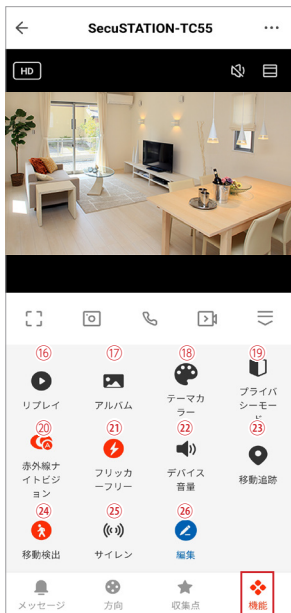 SecuSTATION-TC55
HD
⑯ ⑰ ⑱ ⑲
リプレイ
アルバム
テーマカ
ラー
プライバ
シーモー
ド
⑳ ㉑ ㉒ ㉓
赤外線ナ
イトビジ
ョン
フリッカ
ーフリー
デバイス
音量
移動追跡
㉔ ㉕ ㉖
移動検出
サイレン
編集
メッセージ
方向
収集点
機能